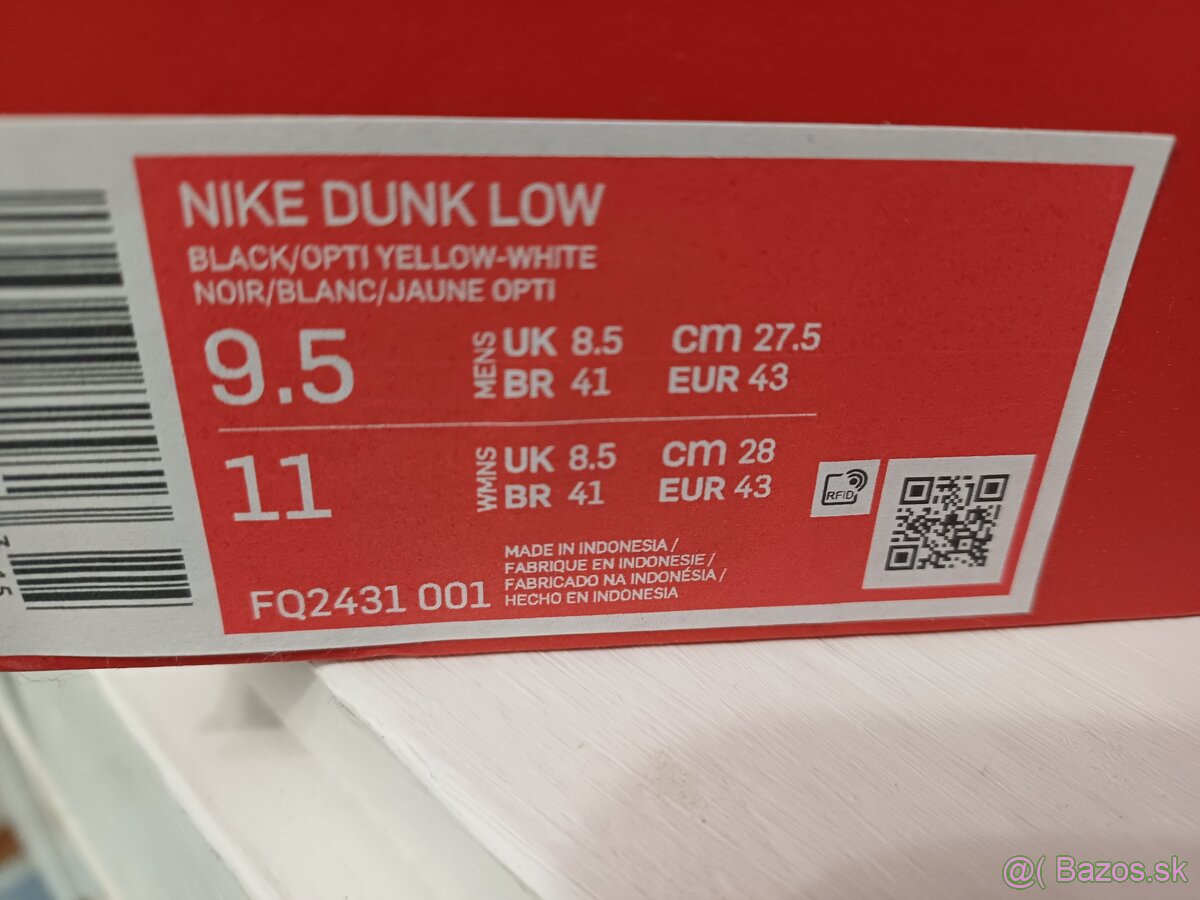 NIKE DUNK LOW
BLACK/OPTI YELLOW-WHITE
NOIR/BLANC/JAUNE OPTI
9.5 MENS UK 8.5 cm 27.5
BR 41 EUR 43
11 WMNS UK 8.5 cm 28
BR 41 EUR 43
RFID
MADE IN INDONESIA /
FABRIQUE EN INDONESIE /
FABRICADO NA INDONÉSIA /
HECHO EN INDONESIA
FQ2431 001
@( Bazos.sk